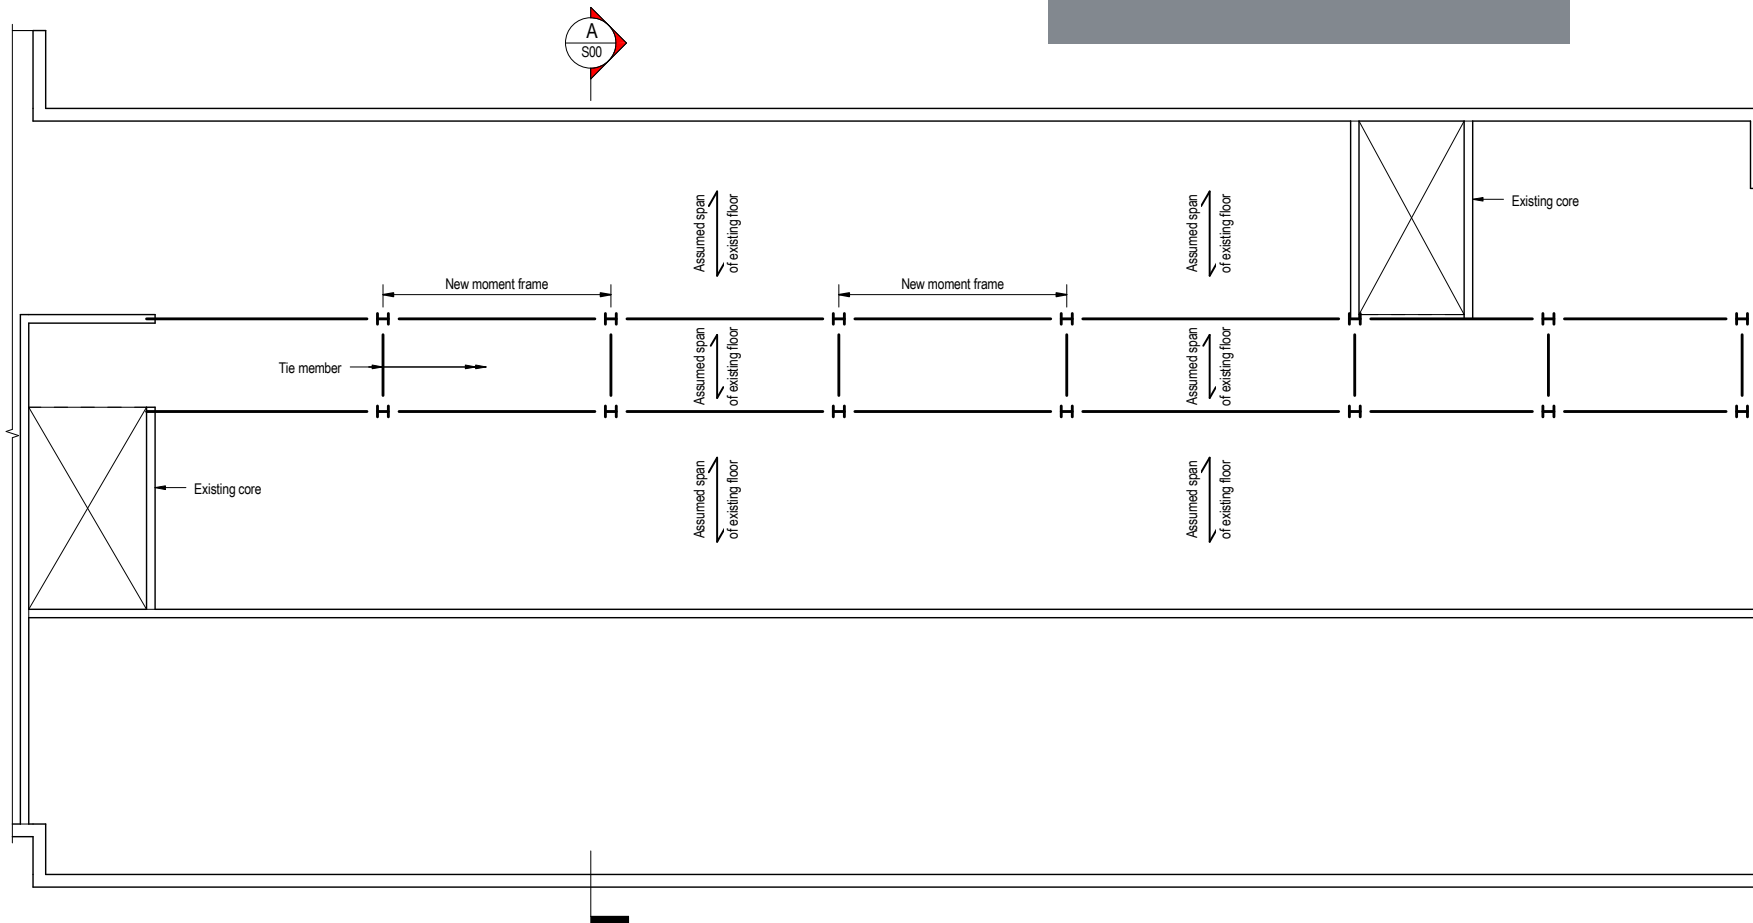 A
S00
Assumed span
of existing floor
Assumed span
of existing floor
Existing core
New moment frame
New moment frame
Tie member
Assumed span
of existing floor
Assumed span
of existing floor
Existing core
Assumed span
of existing floor
Assumed span
of existing floor